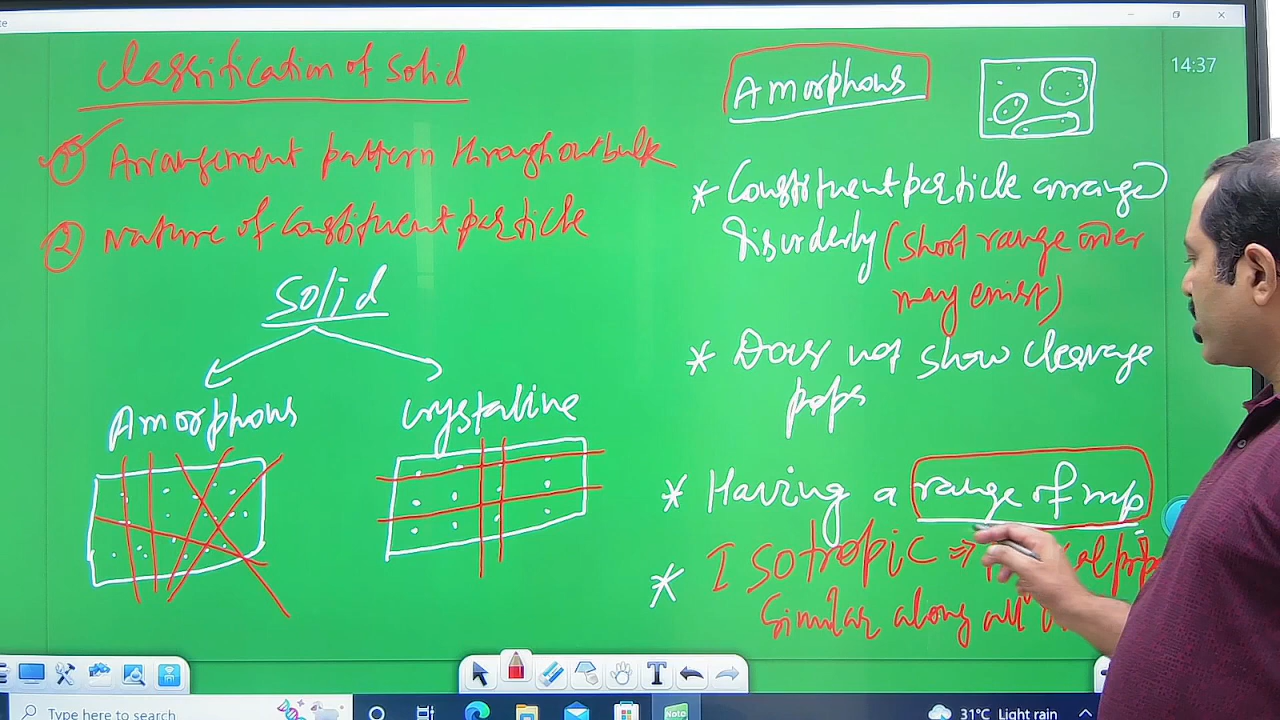 Classification of solid
① Arrangement pattern throughout bulk
② Nature of Constituent particle
Solid
Amorphous
crystaline
Amorphous
14:37
* Constituent particle arrange
Disorderly (short range order
may exist)
* Does not show cleavage
* Having a range of mp
* Isotropic ⇒
Similar along all
Type here to search
Note
31°C Light rain